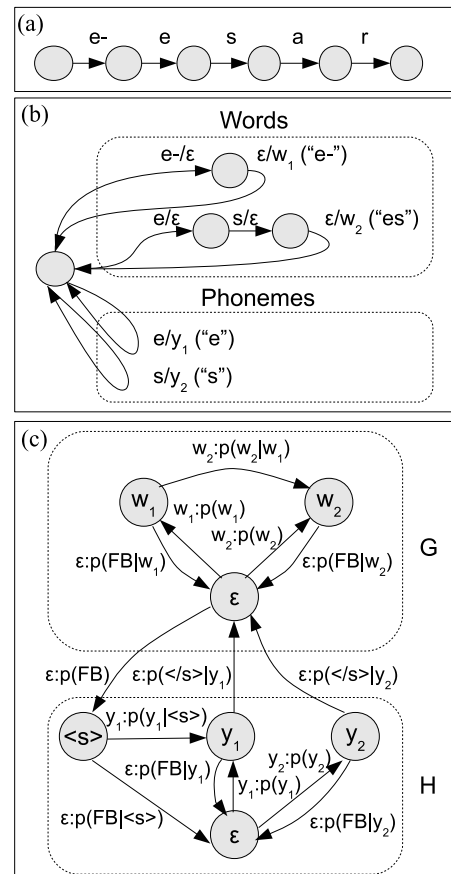 (a)
e- e s a r
(b)
Words
e-/ε ε/w₁ (“e-”)
e/ε s/ε ε/w₂ (“es”)
Phonemes
e/y₁ (“e”)
s/y₂ (“s”)
(c)
w₂:p(w₂|w₁)
w₁ w₂
w₁:p(w₁)
w₂:p(w₂)
ε:p(FB|w₁) ε:p(FB|w₂)
G
ε
ε:p(FB) ε:p(</s>|y₁) ε:p(</s>|y₂)
<s> y₁:p(y₁|<s>) y₁ y₂
ε:p(FB|y₁) y₂:p(y₂)
y₁:p(y₁)
H
ε:p(FB|<s>) ε ε:p(FB|y₂)